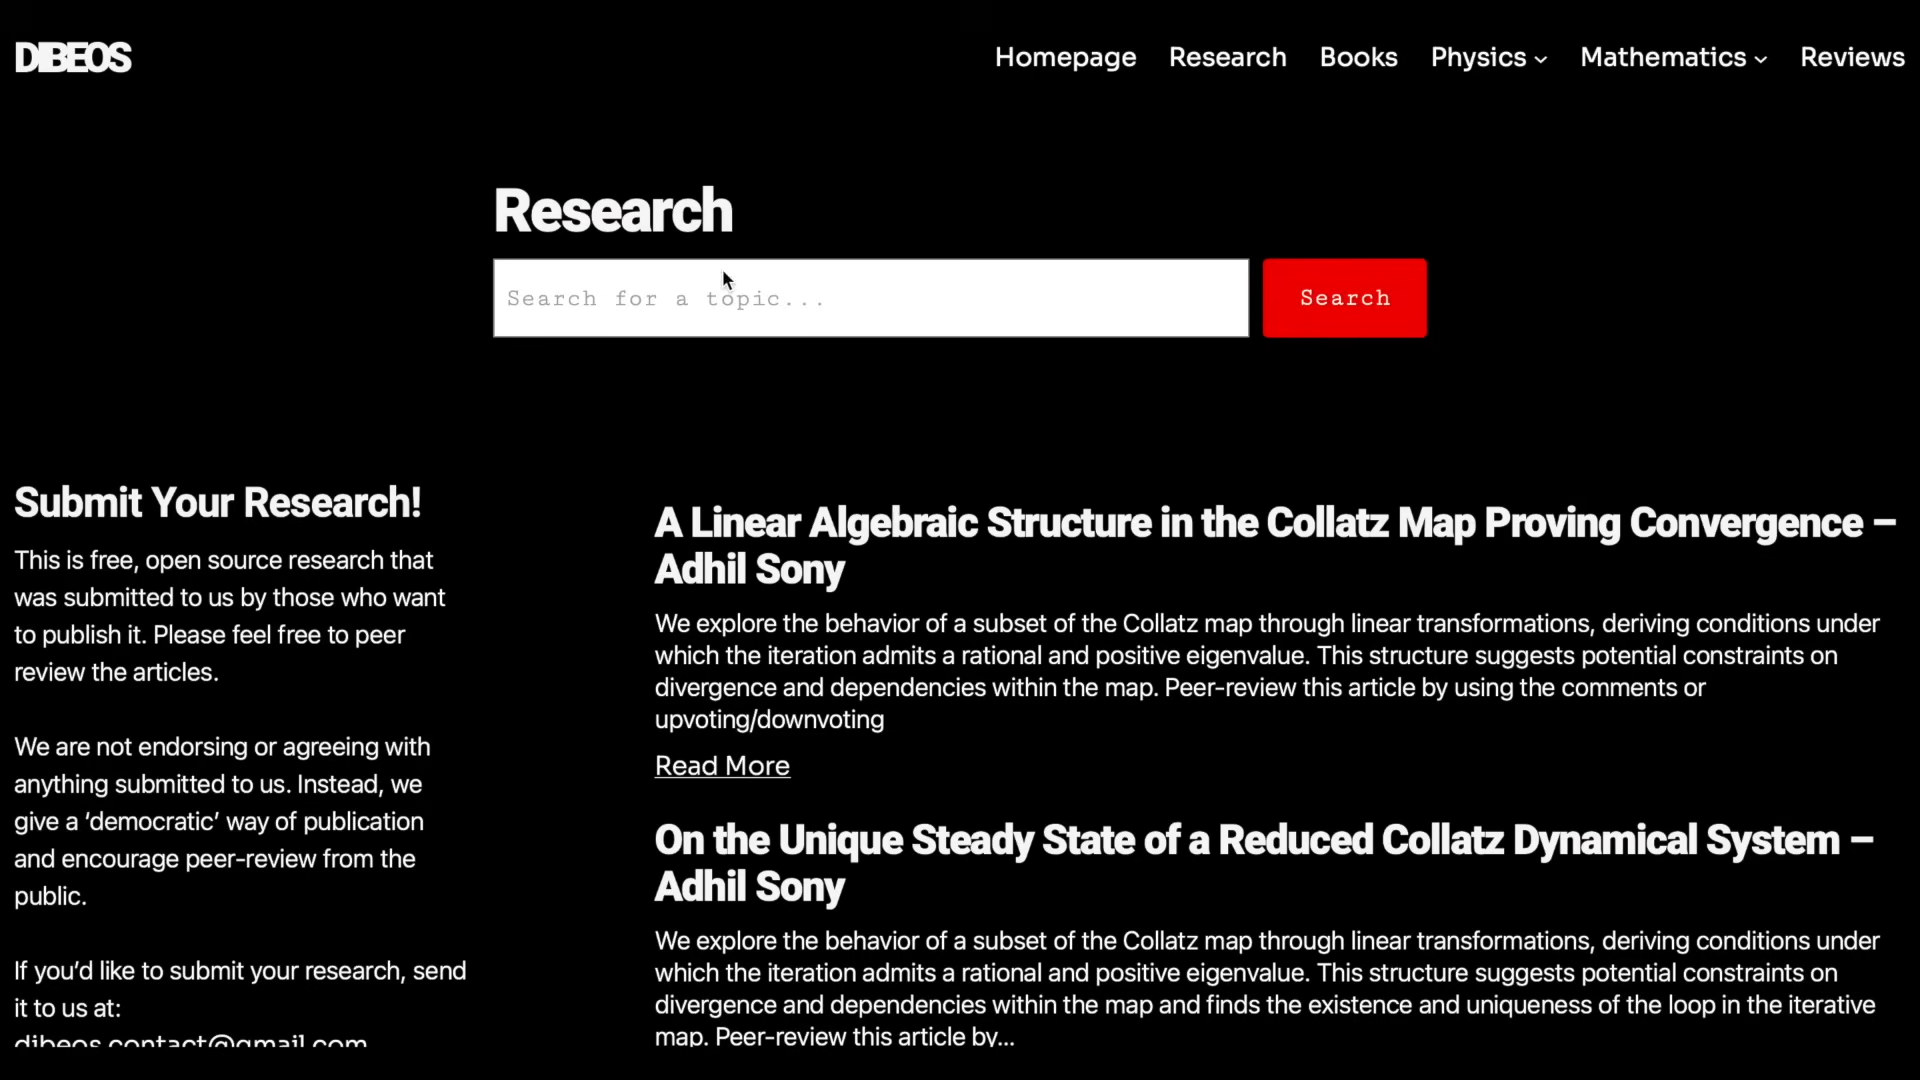 DIBEOS
Homepage Research Books Physics Mathematics Reviews
Research
Search for a topic...
Search
Submit Your Research!
This is free, open source research that
was submitted to us by those who want
to publish it. Please feel free to peer
review the articles.
We are not endorsing or agreeing with
anything submitted to us. Instead, we
give a ‘democratic’ way of publication
and encourage peer-review from the
public.
If you’d like to submit your research, send
it to us at:
dibeos.contact@gmail.com
A Linear Algebraic Structure in the Collatz Map Proving Convergence –
Adhil Sony
We explore the behavior of a subset of the Collatz map through linear transformations, deriving conditions under
which the iteration admits a rational and positive eigenvalue. This structure suggests potential constraints on
divergence and dependencies within the map. Peer-review this article by using the comments or
upvoting/downvoting
Read More
On the Unique Steady State of a Reduced Collatz Dynamical System –
Adhil Sony
We explore the behavior of a subset of the Collatz map through linear transformations, deriving conditions under
which the iteration admits a rational and positive eigenvalue. This structure suggests potential constraints on
divergence and dependencies within the map and finds the existence and uniqueness of the loop in the iterative
map. Peer-review this article by...